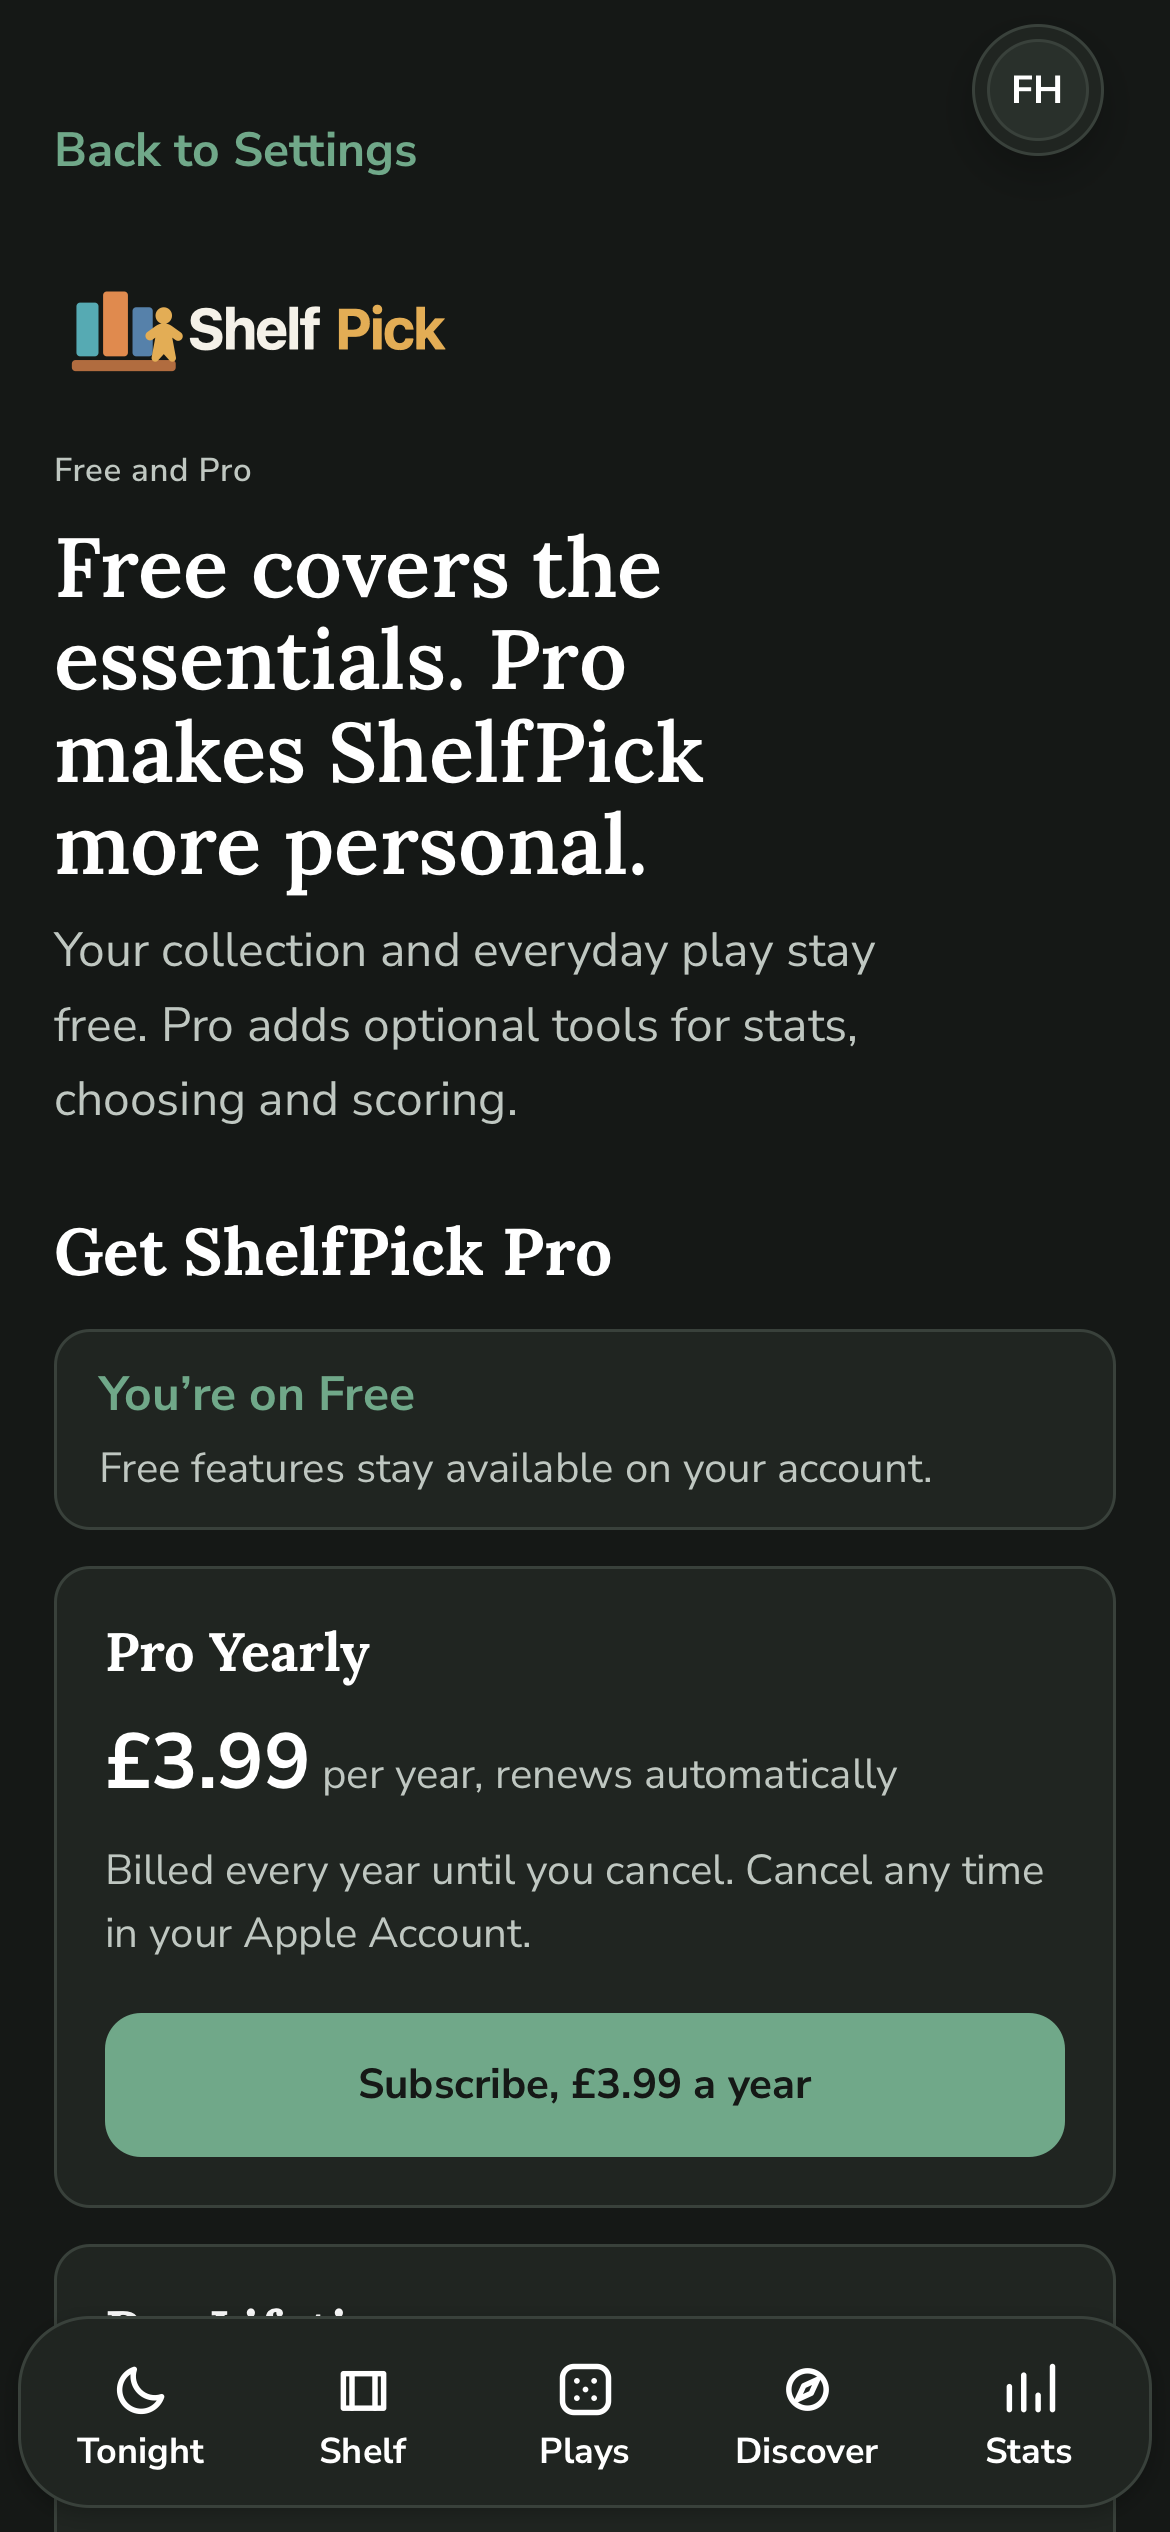 FH
Back to Settings
Shelf Pick
Free and Pro
Free covers the
essentials. Pro
makes ShelfPick
more personal.
Your collection and everyday play stay
free. Pro adds optional tools for stats,
choosing and scoring.
Get ShelfPick Pro
You’re on Free
Free features stay available on your account.
Pro Yearly
£3.99 per year, renews automatically
Billed every year until you cancel. Cancel any time
in your Apple Account.
Subscribe, £3.99 a year
Tonight
Shelf
Plays
Discover
Stats